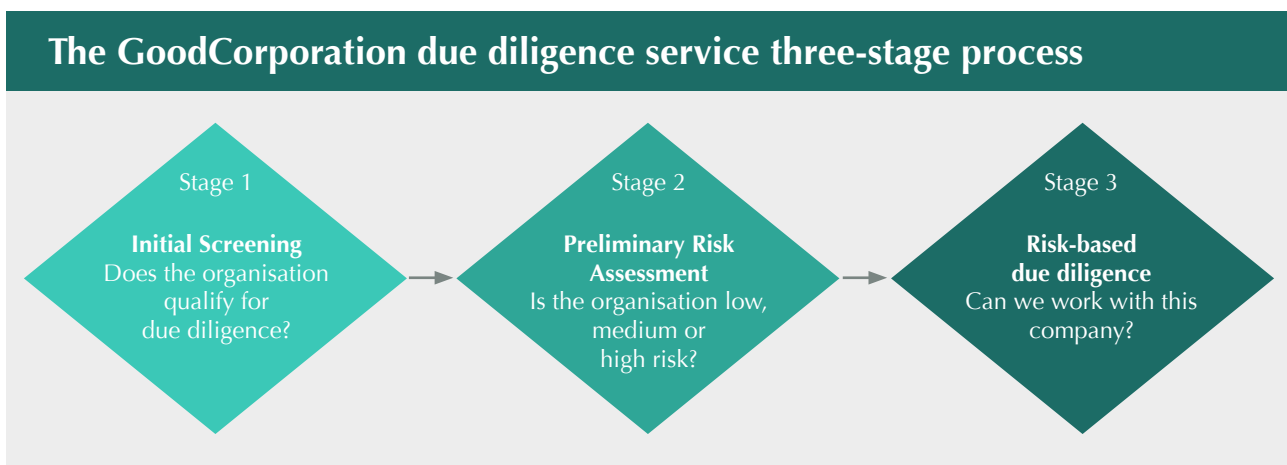 The GoodCorporation due diligence service three-stage process
Stage 1
Initial Screening
Does the organisation
qualify for
due diligence?
Stage 2
Preliminary Risk
Assessment
Is the organisation low,
medium or
high risk?
Stage 3
Risk-based
due diligence
Can we work with this
company?